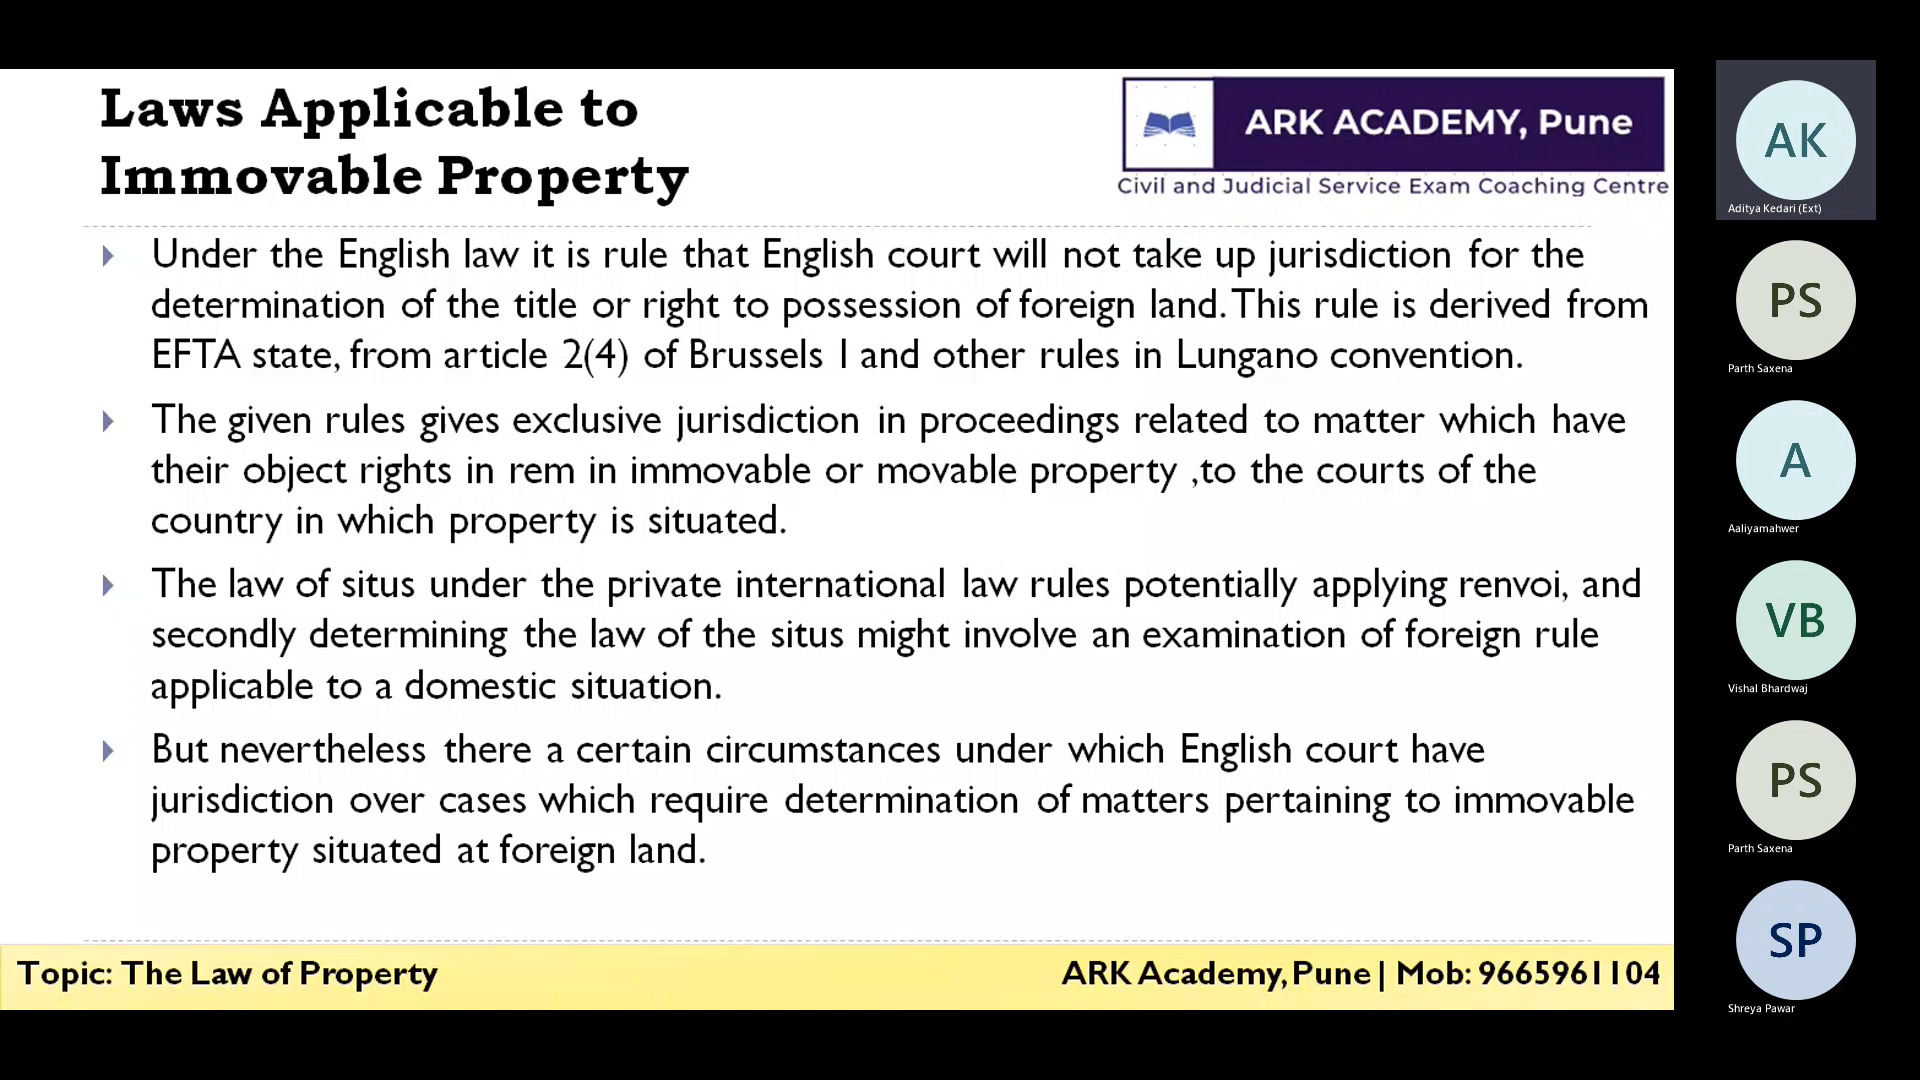 Laws Applicable to
Immovable Property
ARK ACADEMY, Pune
Civil and Judicial Service Exam Coaching Centre
Under the English law it is rule that English court will not take up jurisdiction for the
determination of the title or right to possession of foreign land. This rule is derived from
EFTA state, from article 2(4) of Brussels I and other rules in Lungano convention.
The given rules gives exclusive jurisdiction in proceedings related to matter which have
their object rights in rem in immovable or movable property ,to the courts of the
country in which property is situated.
The law of situs under the private international law rules potentially applying renvoi, and
secondly determining the law of the situs might involve an examination of foreign rule
applicable to a domestic situation.
But nevertheless there a certain circumstances under which English court have
jurisdiction over cases which require determination of matters pertaining to immovable
property situated at foreign land.
Topic: The Law of Property
ARK Academy, Pune | Mob: 9665961104
AK
Aditya Kedari (Ext)
PS
Parth Saxena
A
Aaliyamahwer
VB
Vishal Bhardwaj
PS
Parth Saxena
SP
Shreya Pawar